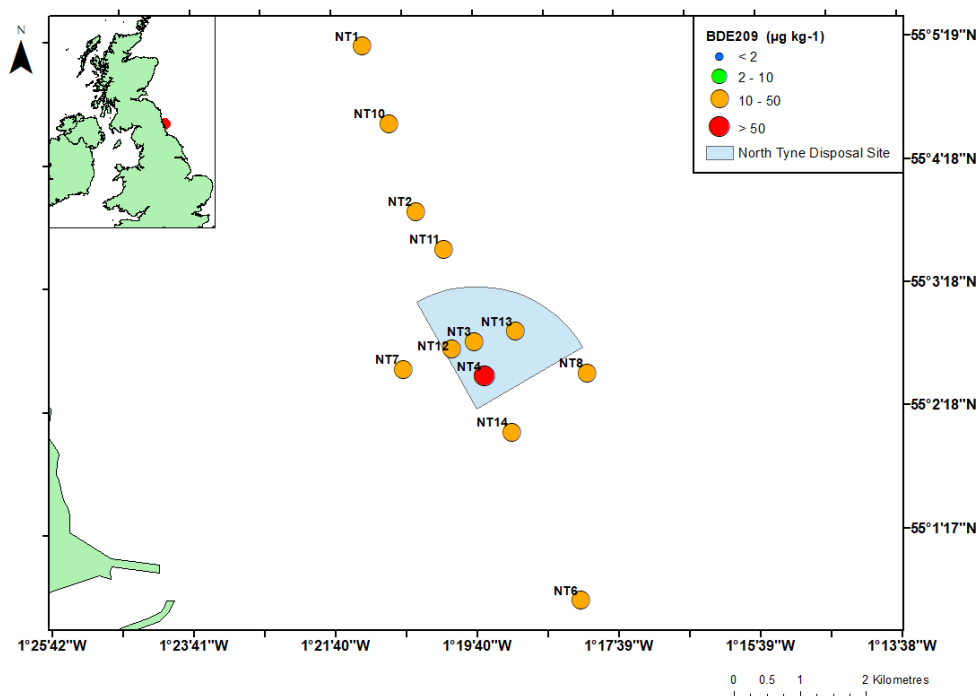 N
NT1
NT10
NT2
NT11
NT13
NT3
NT12
NT7
NT4
NT8
NT14
NT6
BDE209 (µg kg-1)
< 2
2 - 10
10 - 50
> 50
North Tyne Disposal Site
55°5'19"N
55°4'18"N
55°3'18"N
55°2'18"N
55°1'17"N
1°25'42"W 1°23'41"W 1°21'40"W 1°19'40"W 1°17'39"W 1°15'39"W 1°13'38"W
0 0.5 1 2 Kilometres